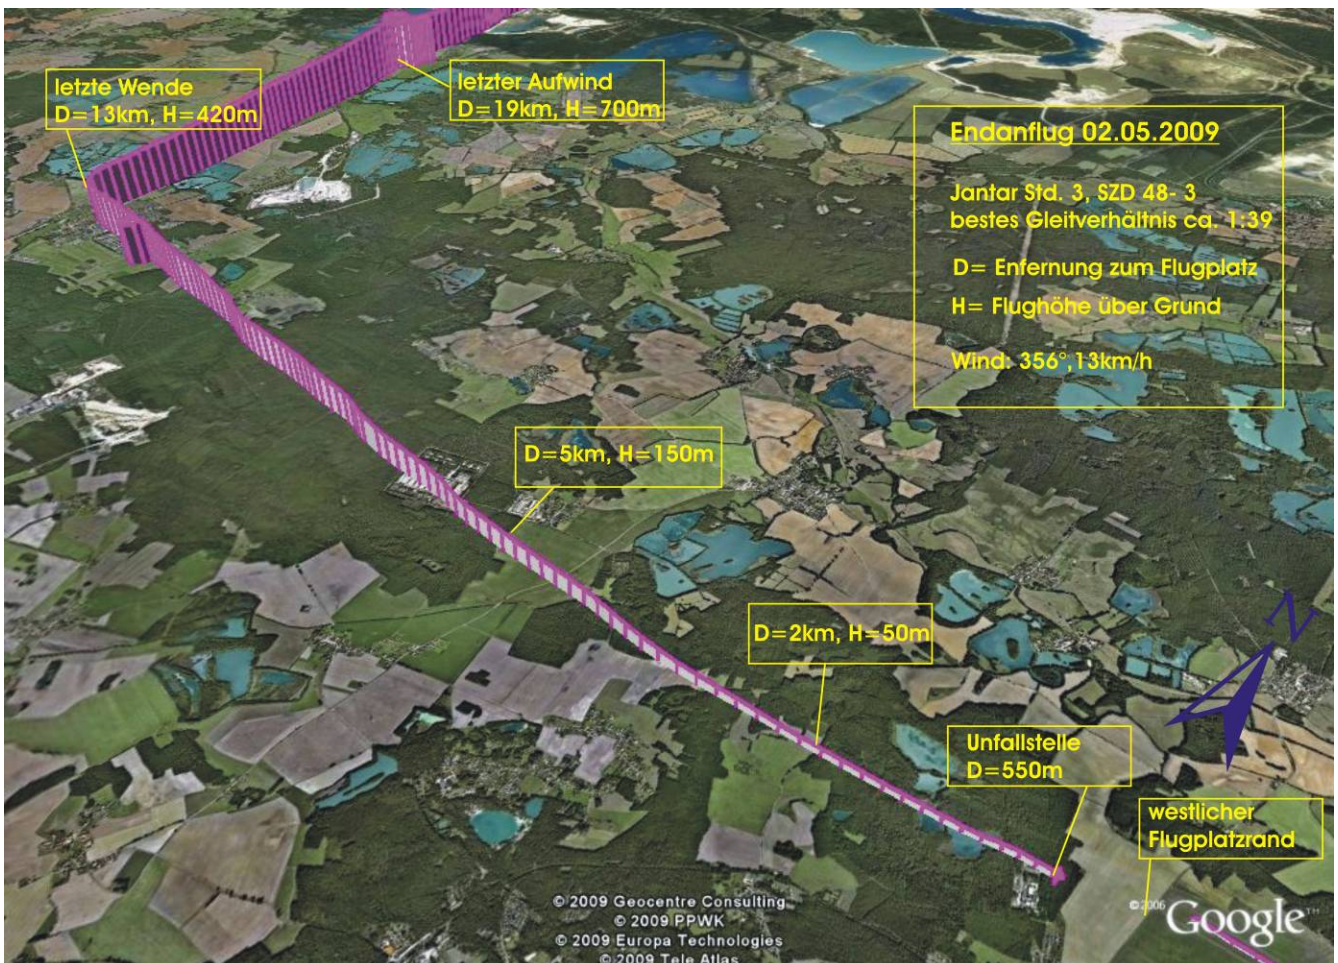 letzte Wende
D=13km, H=420m
letzter Aufwind
D=19km, H=700m
Endanflug 02.05.2009
Jantar Std. 3, SZD 48- 3
bestes Gleitverhältnis ca. 1:39
D= Enfernung zum Flugplatz
H= Flughöhe über Grund
Wind: 356°,13km/h
D=5km, H=150m
D=2km, H=50m
N
Unfallstelle
D=550m
westlicher
Flugplatzrand
© 2009 Geocentre Consulting
© 2009 PPWK
© 2009 Europa Technologies
© 2009 Tele Atlas
©2006
Google™